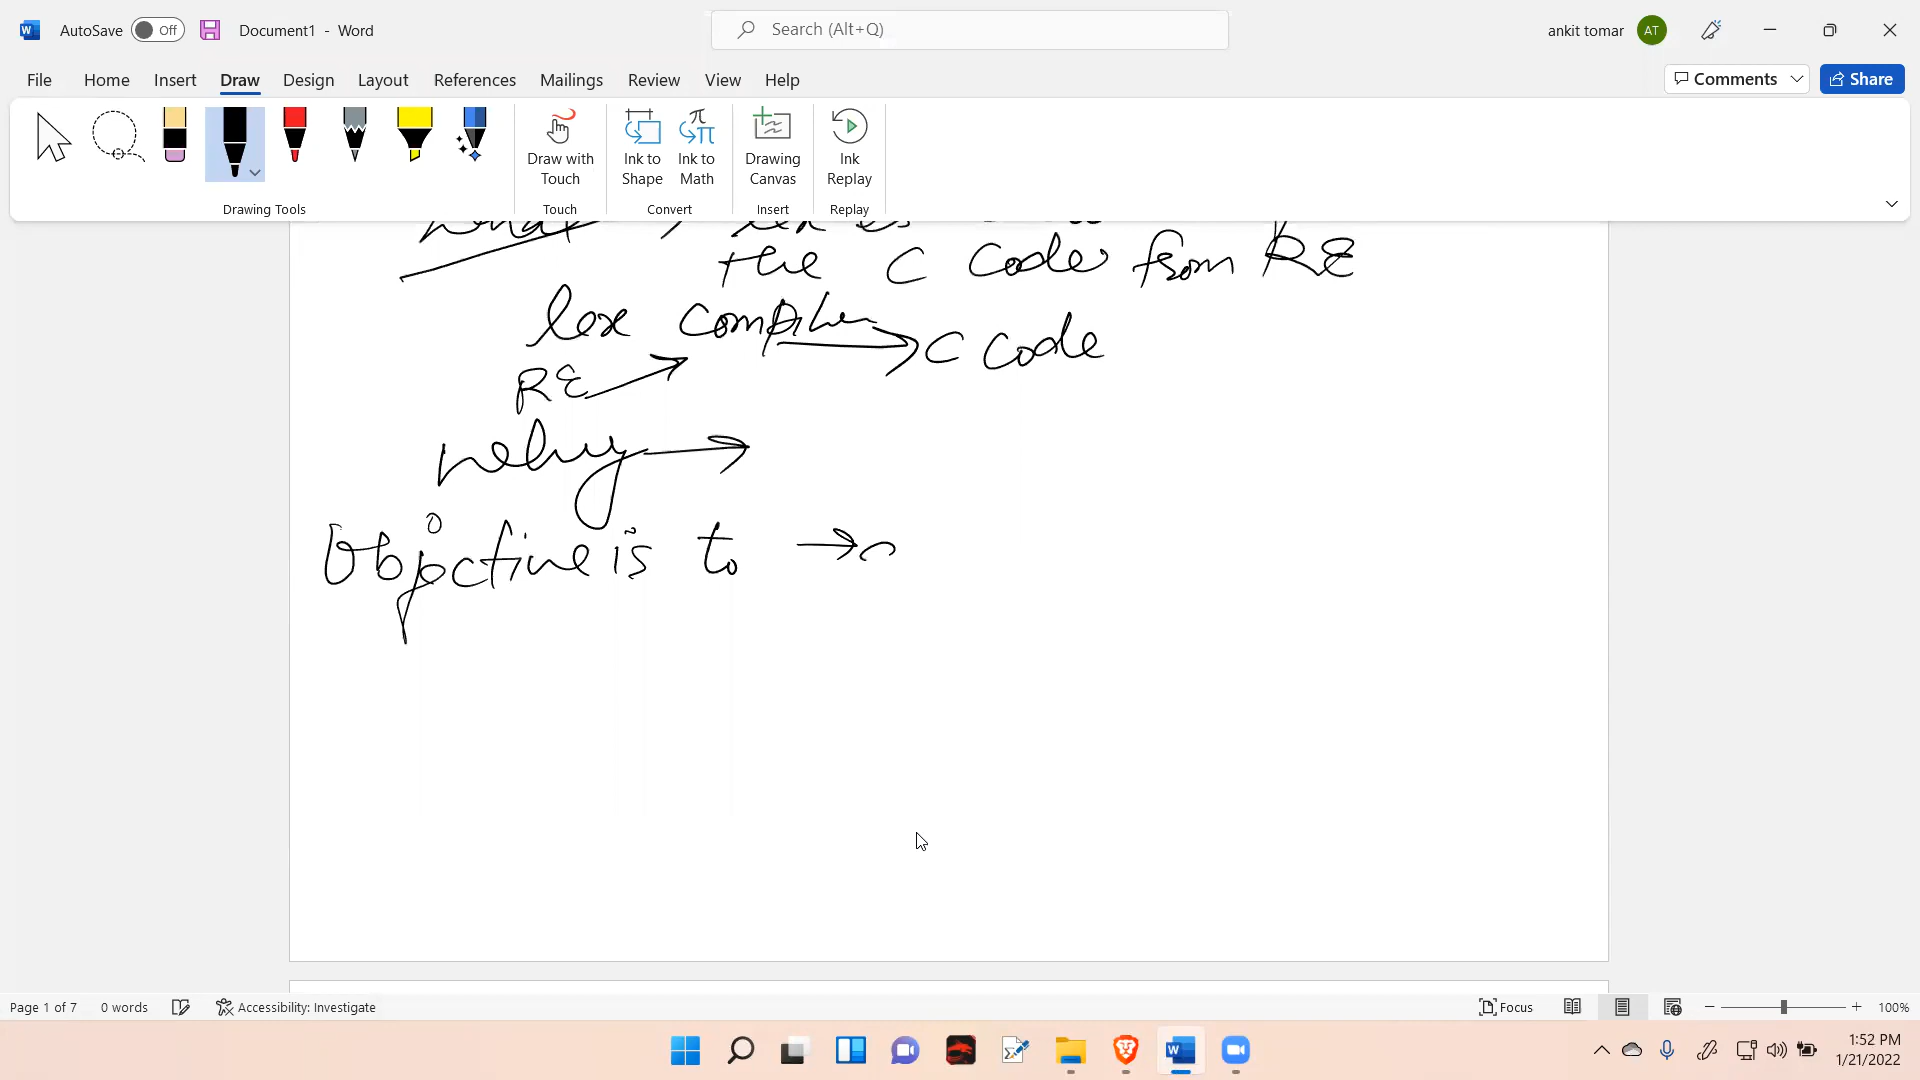 AutoSave Off Document1 - Word Search (Alt+Q) ankit tomar AT
File Home Insert Draw Design Layout References Mailings Review View Help Comments Share
Draw with Touch
Ink to Shape
Ink to Math
Drawing Canvas
Ink Replay
Drawing Tools Touch Convert Insert Replay
the C Code from RE
lex compiler → C code
RE
Objective is to →
Page 1 of 7 0 words Accessibility: Investigate Focus 100%
1:52 PM
1/21/2022